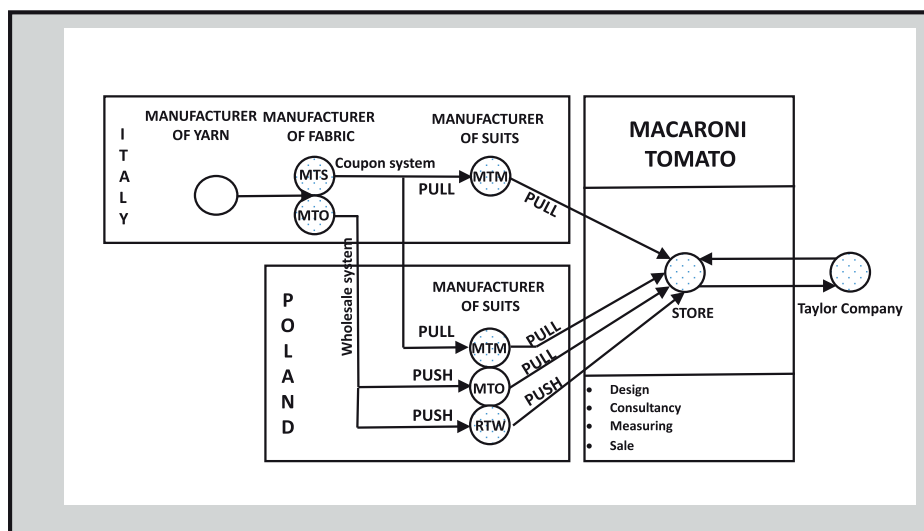 ITALY
MANUFACTURER
OF YARN
MANUFACTURER
OF FABRIC
MANUFACTURER
OF SUITS
MTS
MTO
Coupon system
PULL
MTM
PULL
Wholesale system
POLAND
MANUFACTURER
OF SUITS
PULL
MTM
PULL
PUSH
MTO
PULL
PUSH
RTW
PUSH
MACARONI
TOMATO
STORE
Taylor Company
• Design
• Consultancy
• Measuring
• Sale